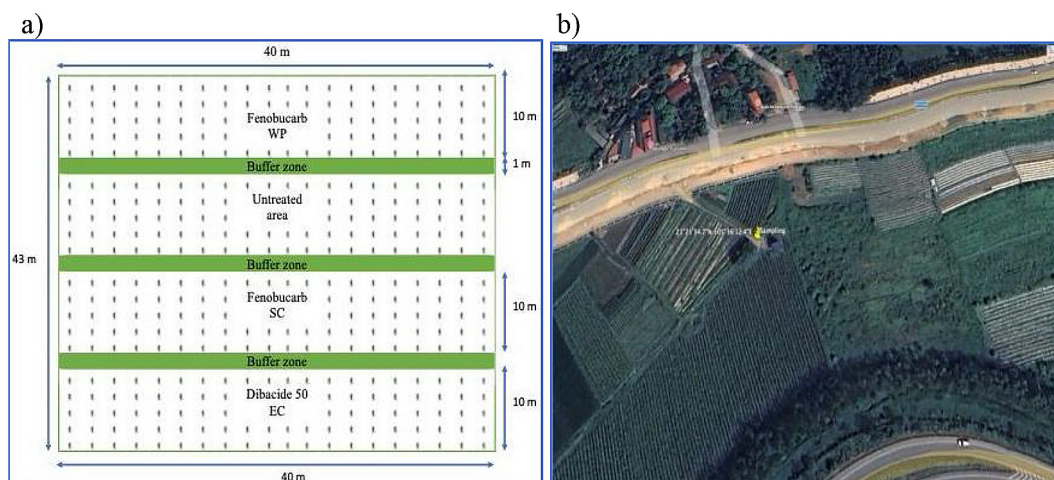 a)
b)
40 m
Fenobucarb
WP
10 m
Buffer zone
1 m
Untreated
area
43 m
Buffer zone
Fenobucarb
SC
10 m
Buffer zone
Dibacide 50
EC
10 m
40 m
Sampling